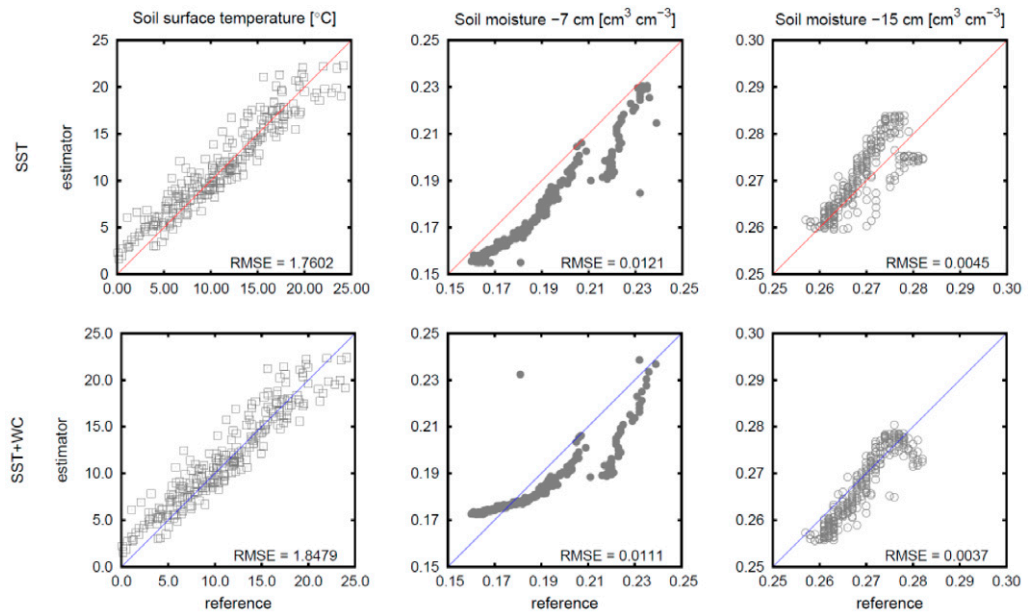 Soil surface temperature [°C]
Soil moisture −7 cm [cm³ cm⁻³]
Soil moisture −15 cm [cm³ cm⁻³]
SST
estimator
25
20
15
10
5
0
0.00 5.00 10.00 15.00 20.00 25.00
RMSE = 1.7602
0.25
0.23
0.21
0.19
0.17
0.15
0.15 0.17 0.19 0.21 0.23 0.25
RMSE = 0.0121
0.30
0.29
0.28
0.27
0.26
0.25
0.25 0.26 0.27 0.28 0.29 0.30
RMSE = 0.0045
SST+WC
estimator
25.0
20.0
15.0
10.0
5.0
0.0
0.0 5.0 10.0 15.0 20.0 25.0
RMSE = 1.8479
reference
0.25
0.23
0.21
0.19
0.17
0.15
0.15 0.17 0.19 0.21 0.23 0.25
RMSE = 0.0111
reference
0.30
0.29
0.28
0.27
0.26
0.25
0.25 0.26 0.27 0.28 0.29 0.30
RMSE = 0.0037
reference